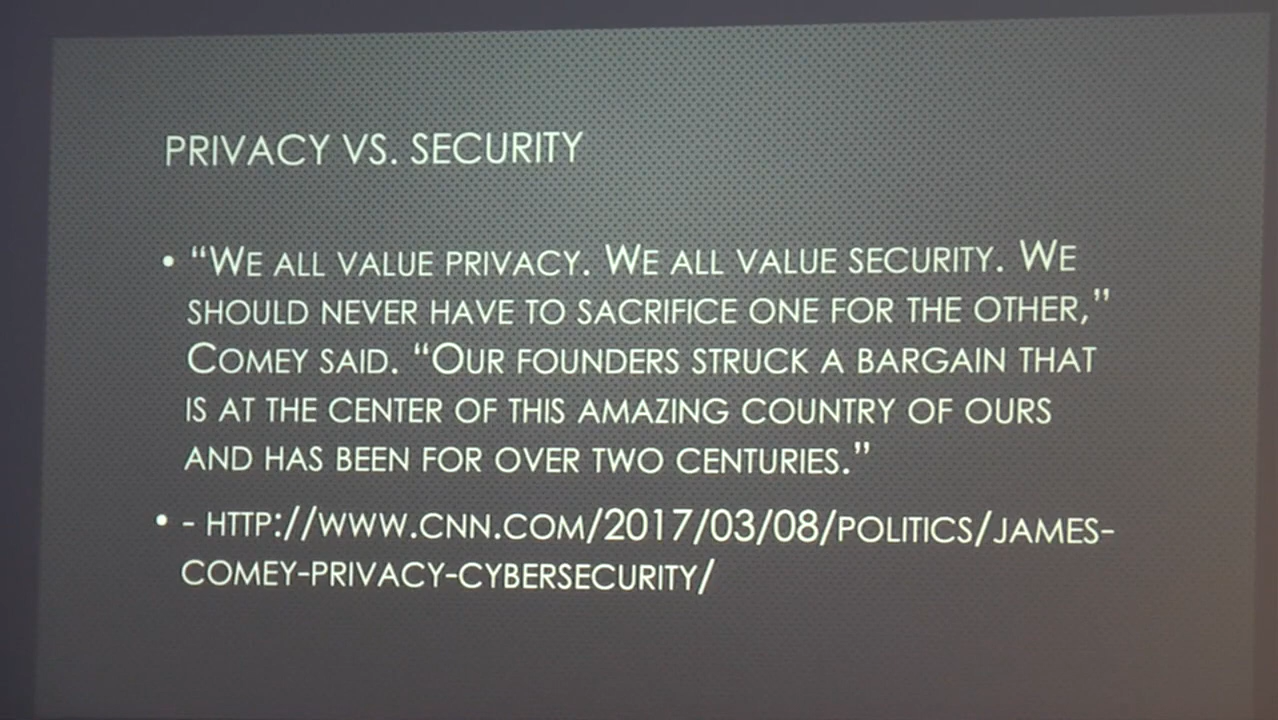 PRIVACY VS. SECURITY
• “WE ALL VALUE PRIVACY. WE ALL VALUE SECURITY. WE
SHOULD NEVER HAVE TO SACRIFICE ONE FOR THE OTHER,”
COMEY SAID. “OUR FOUNDERS STRUCK A BARGAIN THAT
IS AT THE CENTER OF THIS AMAZING COUNTRY OF OURS
AND HAS BEEN FOR OVER TWO CENTURIES.”
• - HTTP://WWW.CNN.COM/2017/03/08/POLITICS/JAMES-
COMEY-PRIVACY-CYBERSECURITY/